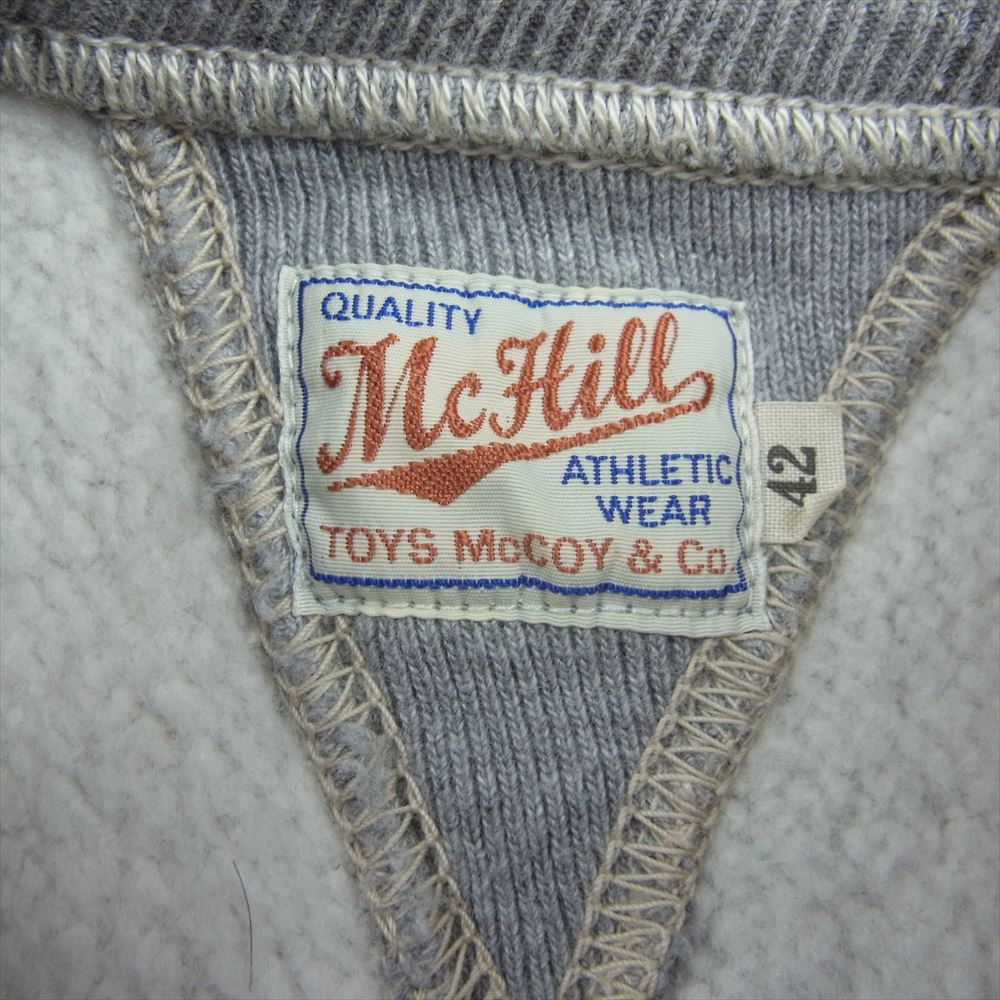 QUALITY
McHill
ATHLETIC
WEAR
TOYS McCOY & Co.
42